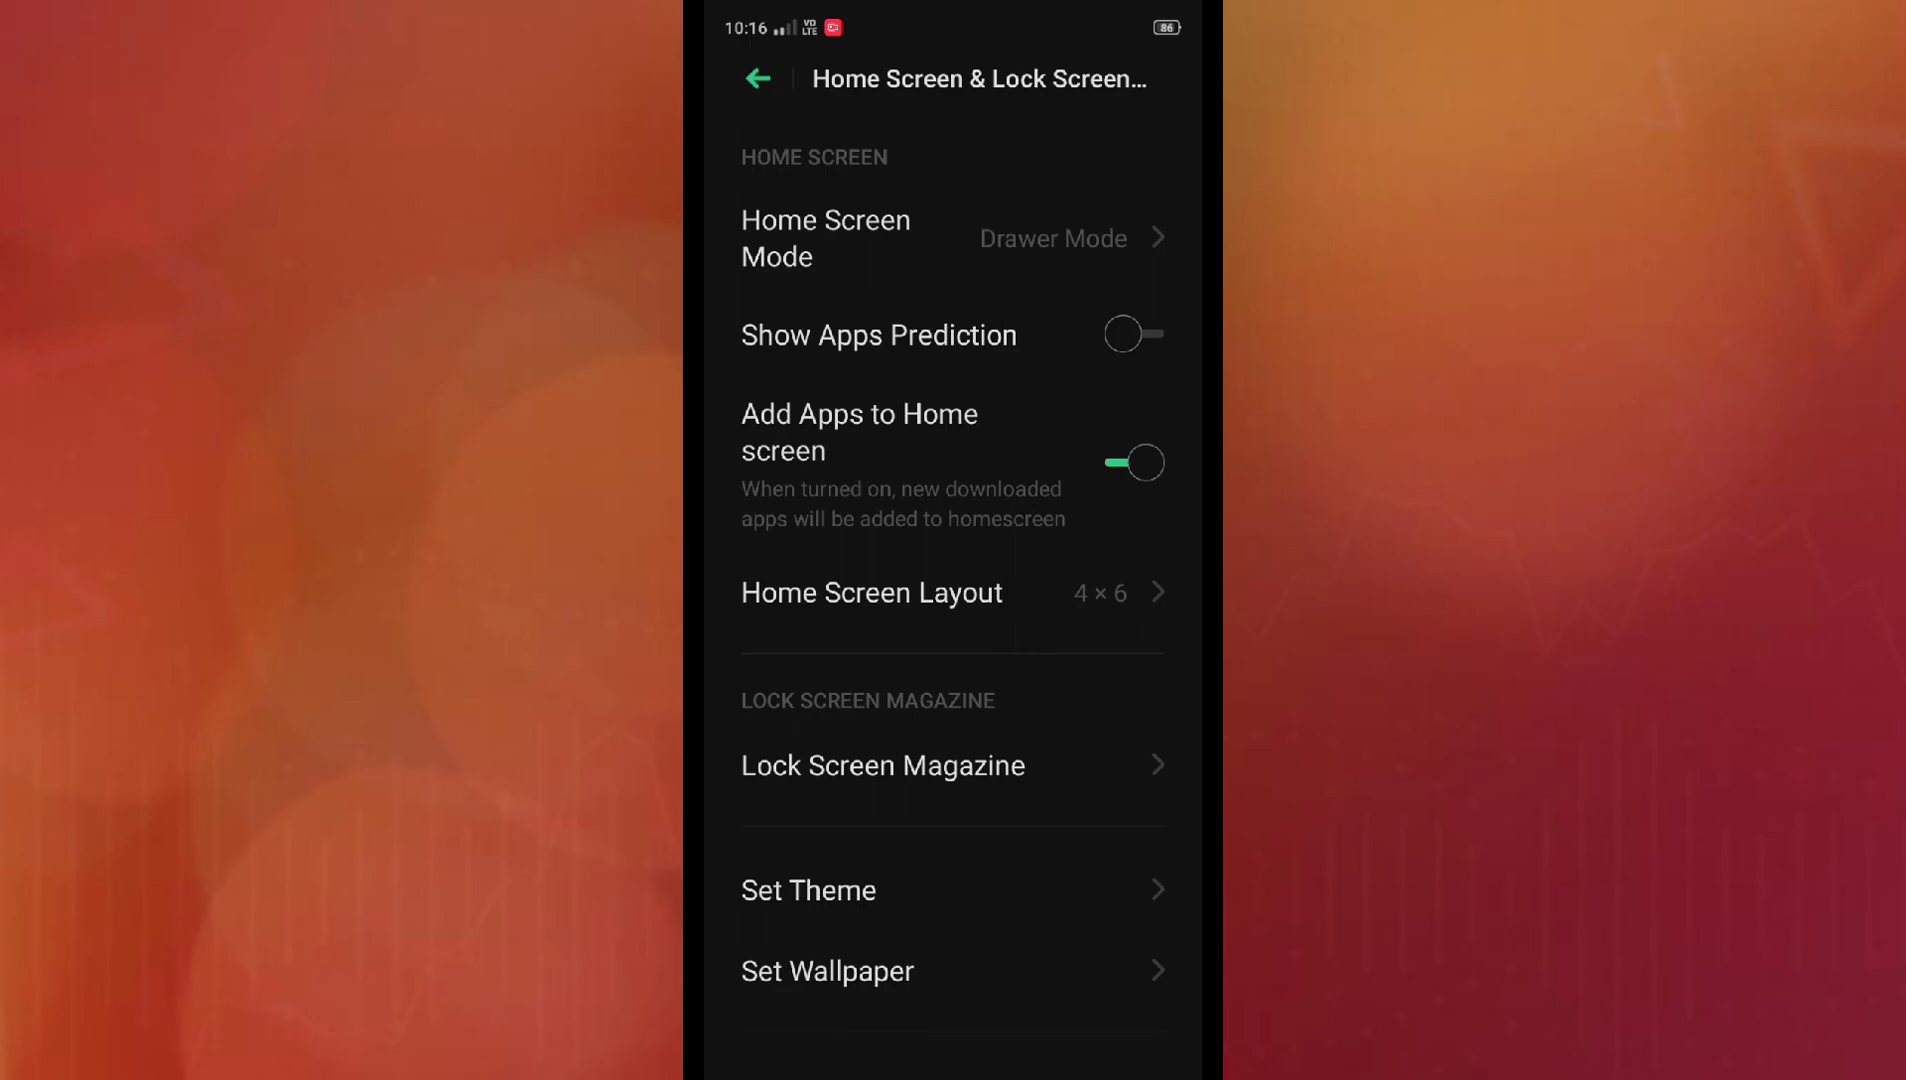 10:16 VO LTE 86
Home Screen & Lock Screen...
HOME SCREEN
Home Screen
Mode
Drawer Mode
Show Apps Prediction
Add Apps to Home
screen
When turned on, new downloaded
apps will be added to homescreen
Home Screen Layout 4 × 6
LOCK SCREEN MAGAZINE
Lock Screen Magazine
Set Theme
Set Wallpaper